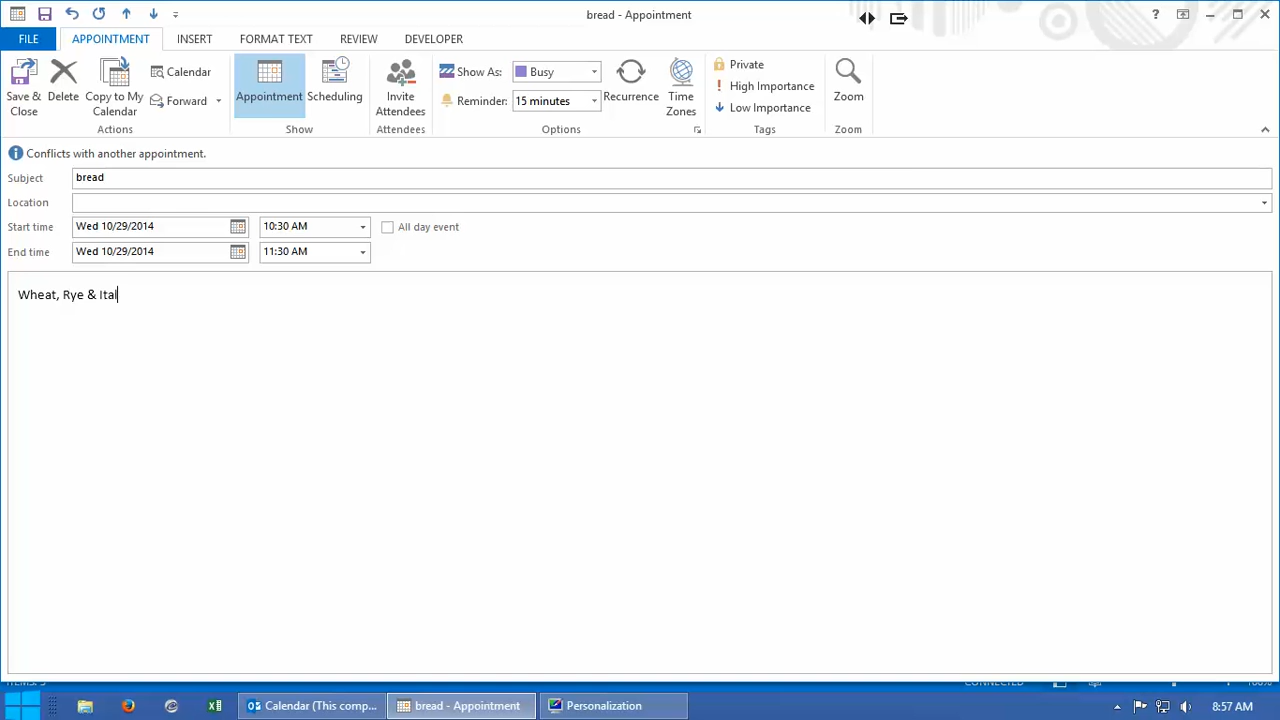 bread - Appointment
?
FILE
APPOINTMENT
INSERT
FORMAT TEXT
REVIEW
DEVELOPER
Save & Close
Delete
Copy to My Calendar
Calendar
Forward
Actions
Appointment
Scheduling
Show
Invite Attendees
Attendees
Show As:
Busy
Reminder:
15 minutes
Recurrence
Time Zones
Options
Private
High Importance
Low Importance
Tags
Zoom
Zoom
Conflicts with another appointment.
Subject
bread
Location
Start time
Wed 10/29/2014
10:30 AM
All day event
End time
Wed 10/29/2014
11:30 AM
Wheat, Rye & Ital
Calendar (This comp...
bread - Appointment
Personalization
8:57 AM